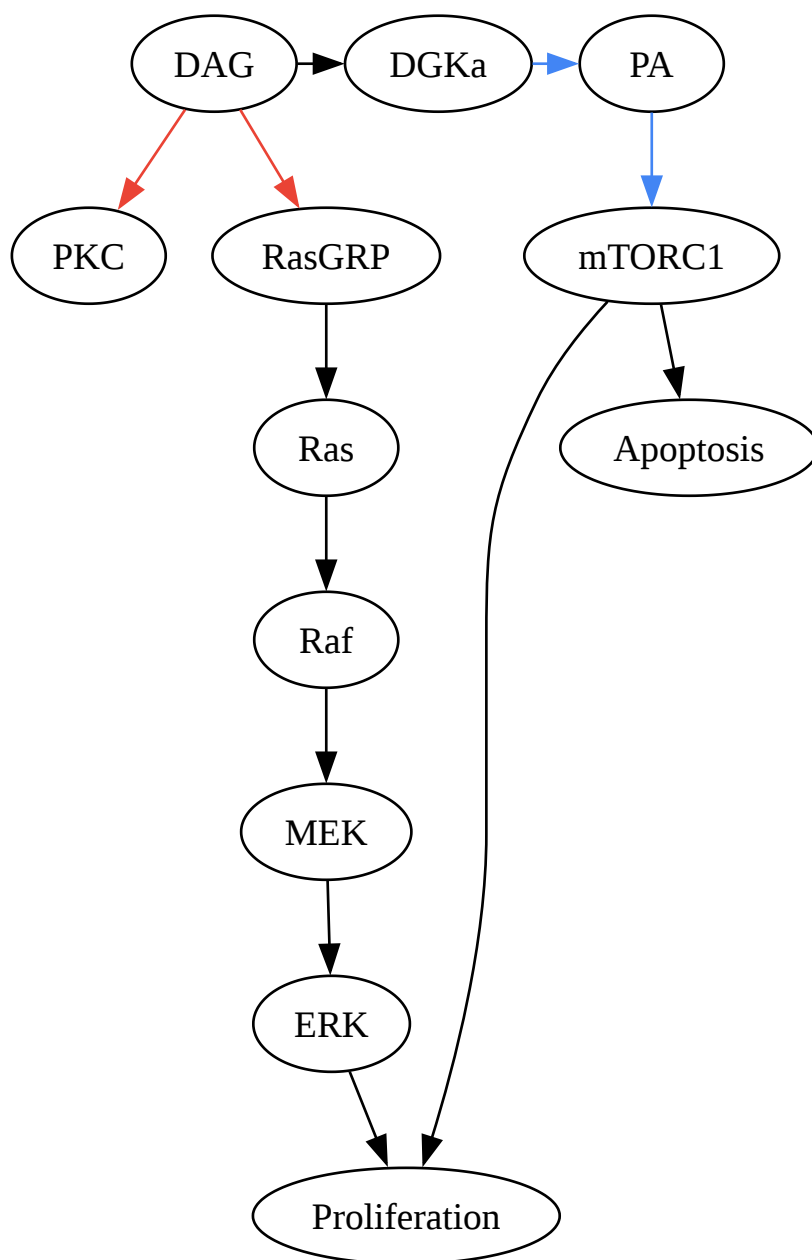 DAG
DGKa
PA
PKC
RasGRP
mTORC1
Ras
Apoptosis
Raf
MEK
ERK
Proliferation